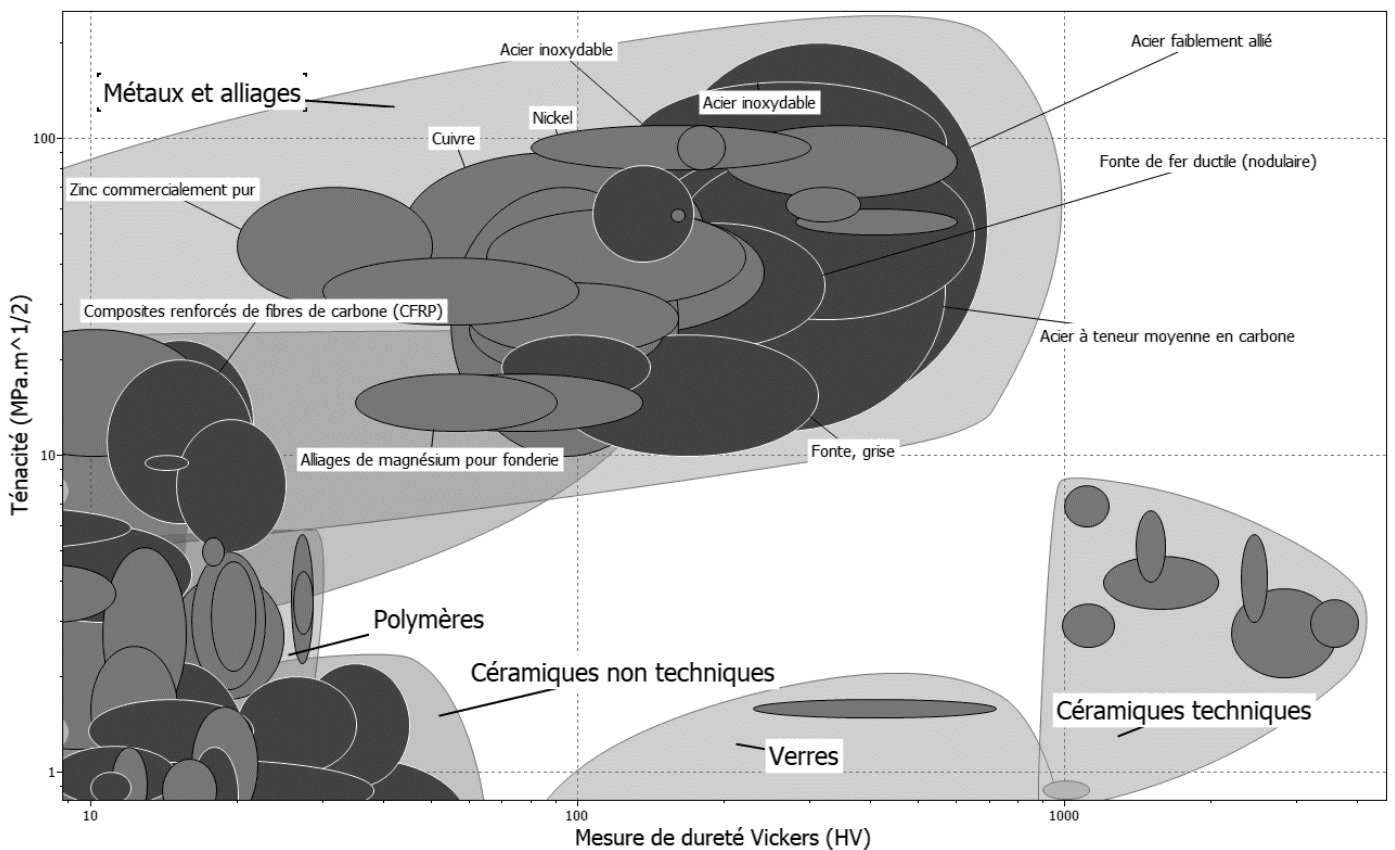 Acier inoxydable
Acier faiblement allié
Métaux et alliages
Acier inoxydable
Nickel
Cuivre
100
Fonte de fer ductile (nodulaire)
Zinc commercialement pur
Composites renforcés de fibres de carbone (CFRP)
Acier à teneur moyenne en carbone
Ténacité (MPa.m^1/2)
Fonte, grise
10
Alliages de magnésium pour fonderie
Polymères
Céramiques non techniques
Céramiques techniques
Verres
1
10
100
1000
Mesure de dureté Vickers (HV)